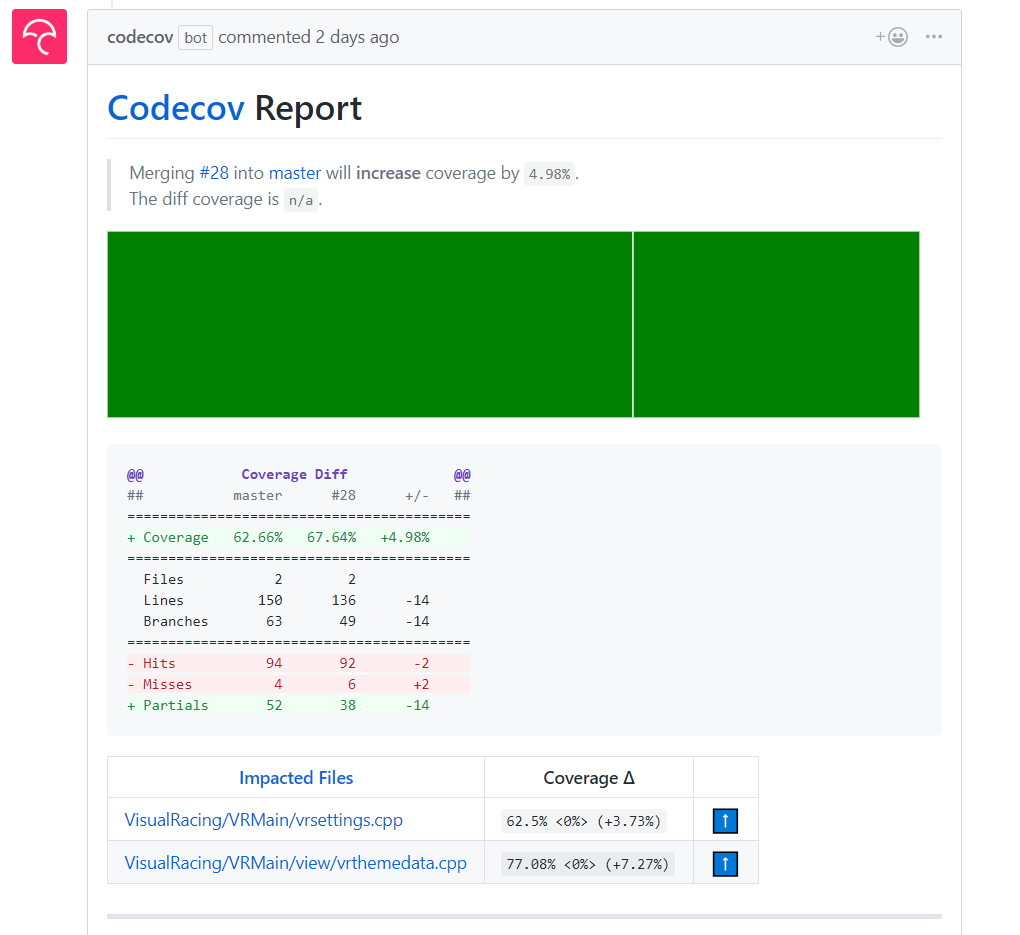 codecov bot commented 2 days ago
Codecov Report
Merging #28 into master will increase coverage by 4.98%.
The diff coverage is n/a.
@@            Coverage Diff             @@
##           master      #28      +/-   ##
==========================================
+ Coverage   62.66%   67.64%   +4.98%
==========================================
  Files           2        2
  Lines         150      136      -14
  Branches       63       49      -14
==========================================
- Hits           94       92       -2
- Misses          4        6       +2
+ Partials       52       38      -14
Impacted Files Coverage Δ
VisualRacing/VRMain/vrsettings.cpp 62.5% <0%> (+3.73%) ↑
VisualRacing/VRMain/view/vrthemedata.cpp 77.08% <0%> (+7.27%) ↑